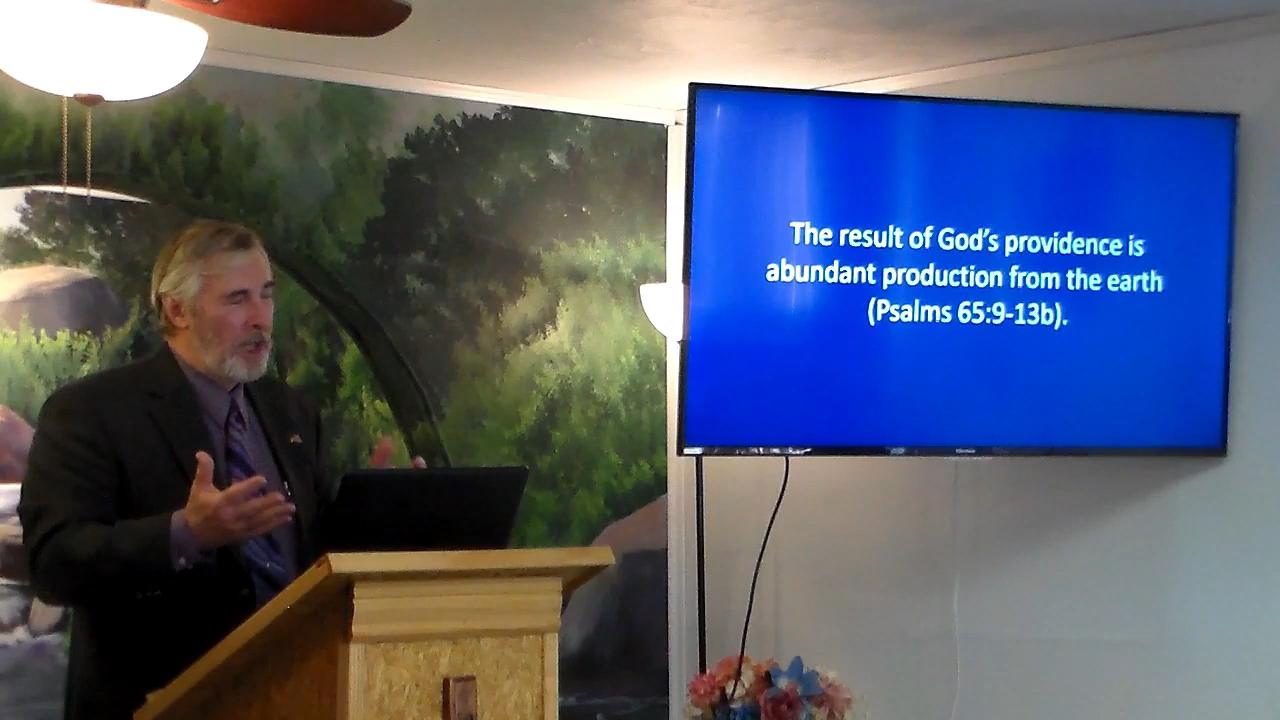 The result of God's providence is
abundant production from the earth
(Psalms 65:9-13b).